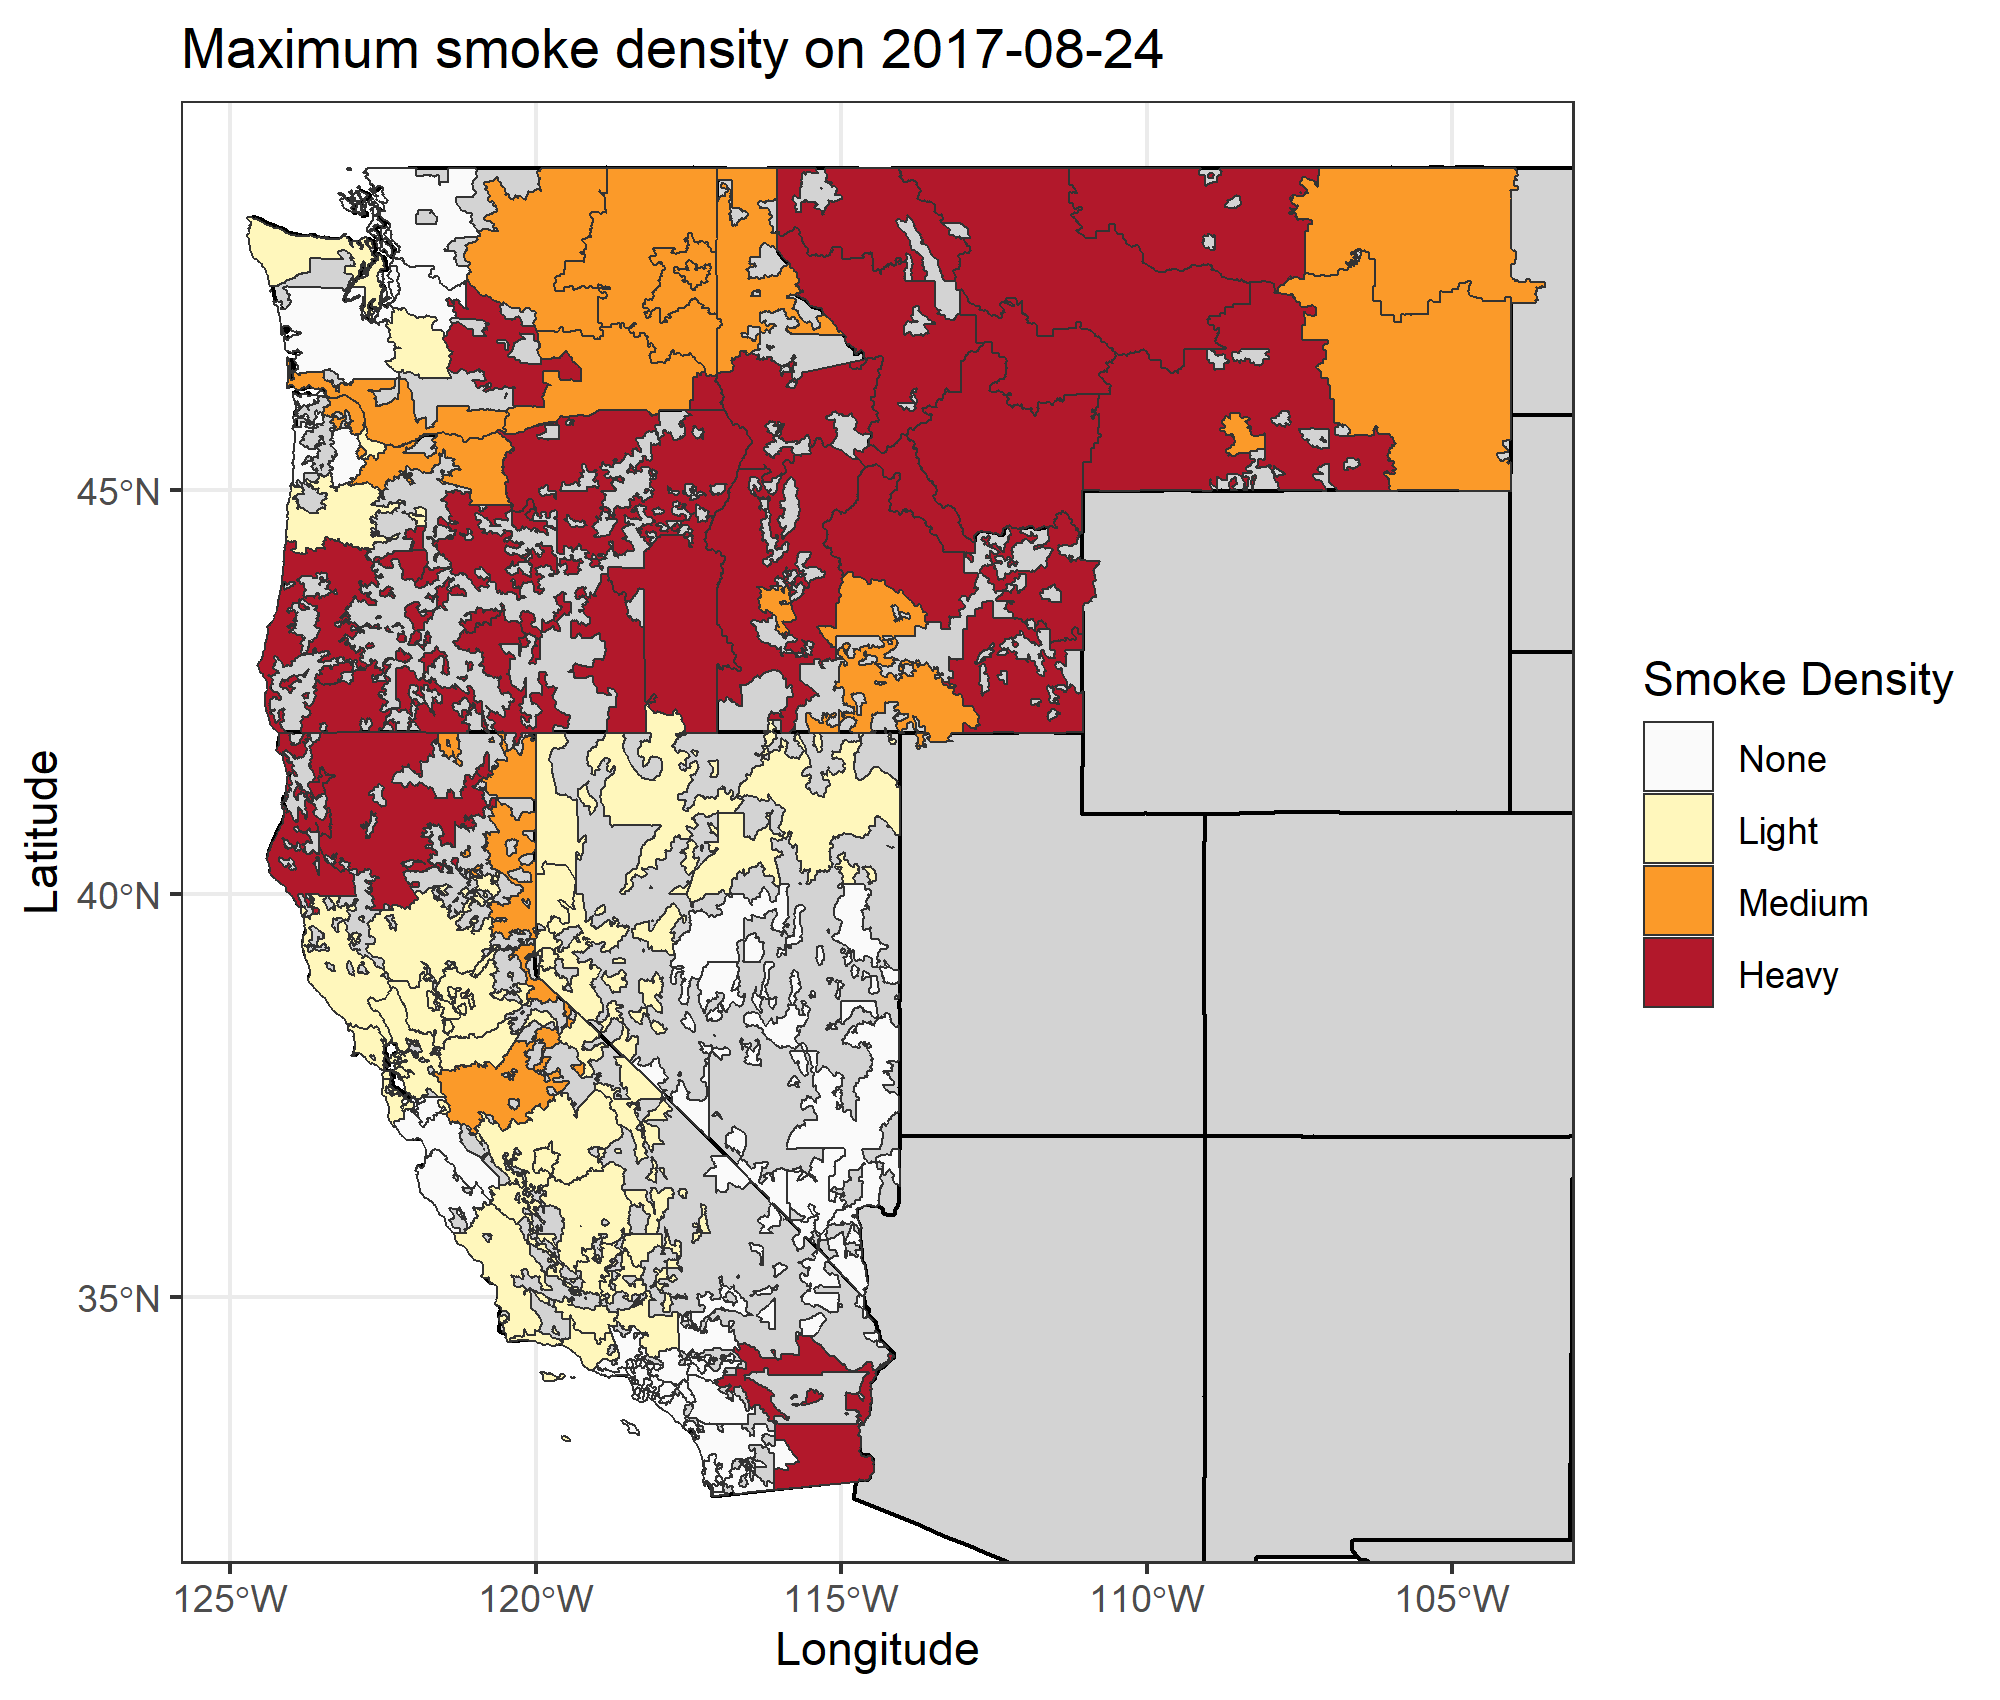 Maximum smoke density on 2017-08-24
45°N
40°N
35°N
Latitude
125°W
120°W
115°W
110°W
105°W
Longitude
Smoke Density
None
Light
Medium
Heavy